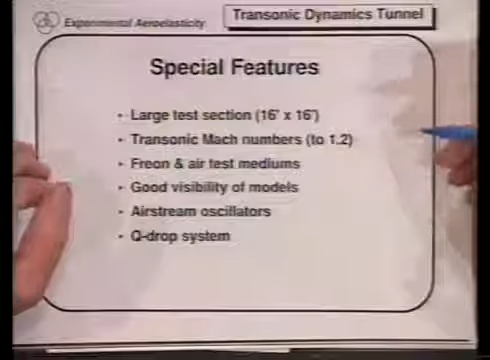 Experimental Aeroelasticity
Transonic Dynamics Tunnel
Special Features
• Large test section (16' x 16')
• Transonic Mach numbers (to 1.2)
• Freon & air test mediums
• Good visibility of models
• Airstream oscillators
• Q-drop system